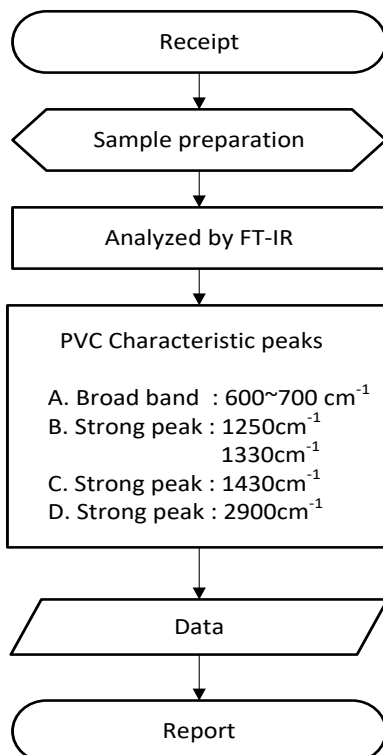 Receipt
Sample preparation
Analyzed by FT-IR
PVC Characteristic peaks
A. Broad band : 600~700 cm⁻¹
B. Strong peak : 1250cm⁻¹
1330cm⁻¹
C. Strong peak : 1430cm⁻¹
D. Strong peak : 2900cm⁻¹
Data
Report